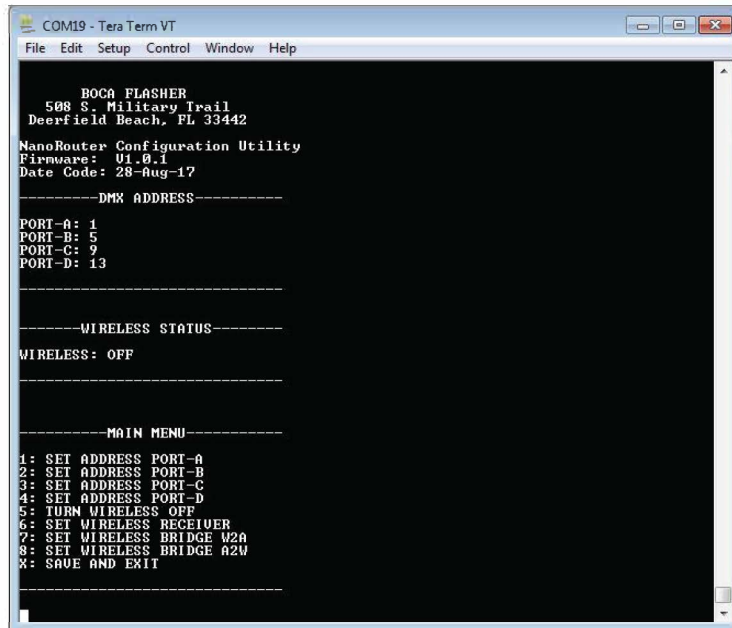 COM19 - Tera Term VT
File Edit Setup Control Window Help
BOCA FLASHER
508 S. Military Trail
Deerfield Beach, FL 33442
NanoRouter Configuration Utility
Firmware: V1.0.1
Date Code: 28-Aug-17
---------DMX ADDRESS----------
PORT-A: 1
PORT-B: 5
PORT-C: 9
PORT-D: 13
------------------------------
-------WIRELESS STATUS--------
WIRELESS: OFF
------------------------------
----------MAIN MENU-----------
1: SET ADDRESS PORT-A
2: SET ADDRESS PORT-B
3: SET ADDRESS PORT-C
4: SET ADDRESS PORT-D
5: TURN WIRELESS OFF
6: SET WIRELESS RECEIVER
7: SET WIRELESS BRIDGE W2A
8: SET WIRELESS BRIDGE A2W
X: SAVE AND EXIT
------------------------------